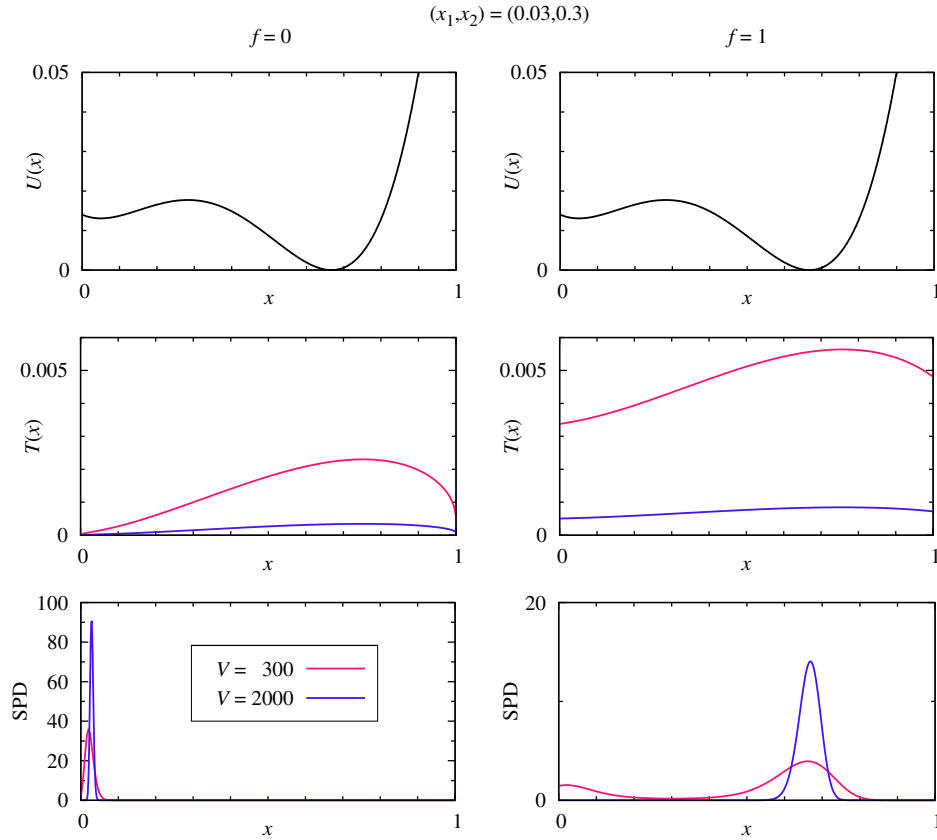 (x₁,x₂) = (0.03,0.3)
f = 0
f = 1
0.05
U(x)
0
0
x
1
0.05
U(x)
0
0
x
1
0.005
T(x)
0
0
x
1
0.005
T(x)
0
0
x
1
100
80
60
40
20
0
SPD
V = 300
V = 2000
0
x
1
20
SPD
0
0
x
1